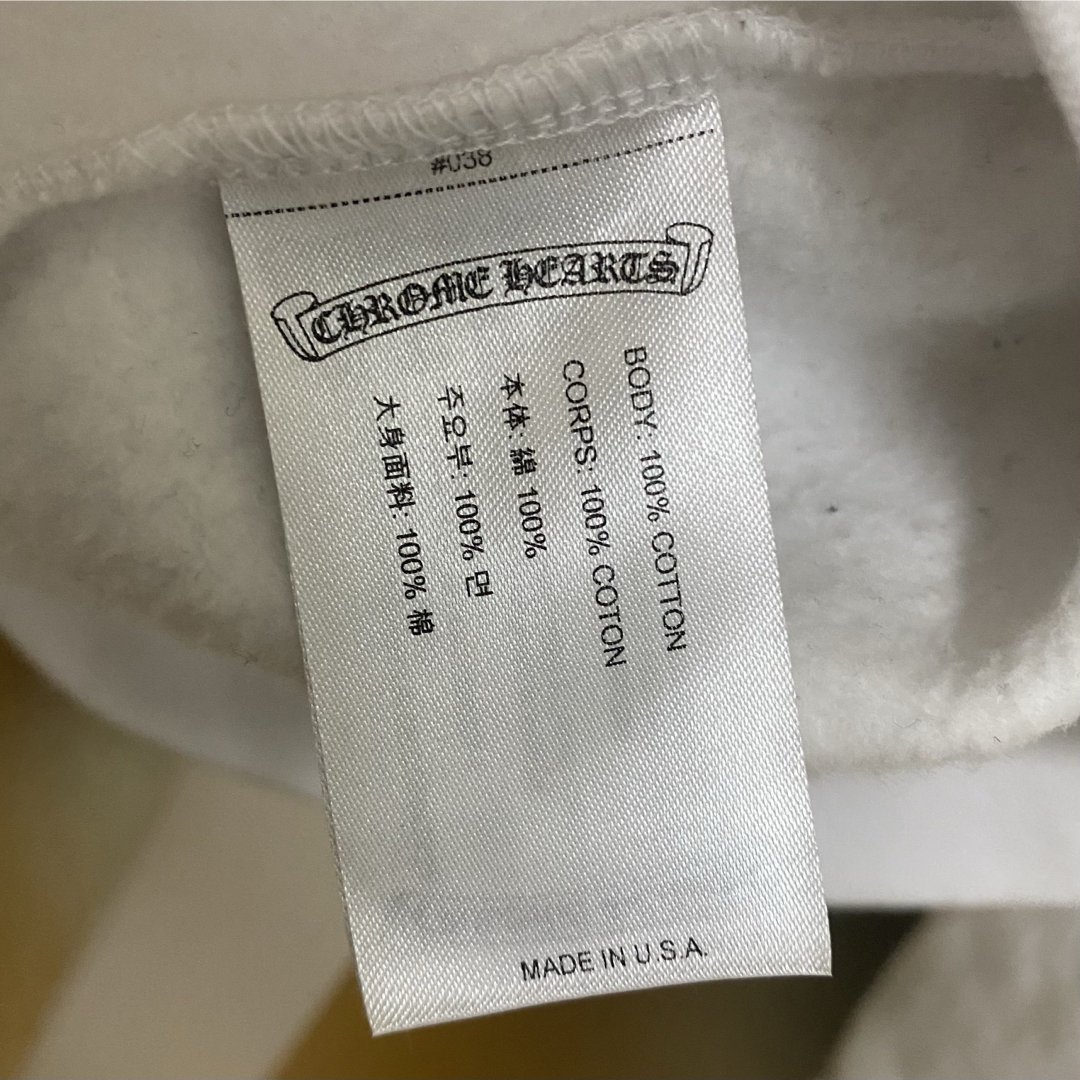 #038
CHROME HEARTS
BODY: 100% COTTON
CORPS: 100% COTON
本体: 綿 100%
주요부: 100% 면
大身面料: 100% 棉
MADE IN U.S.A.